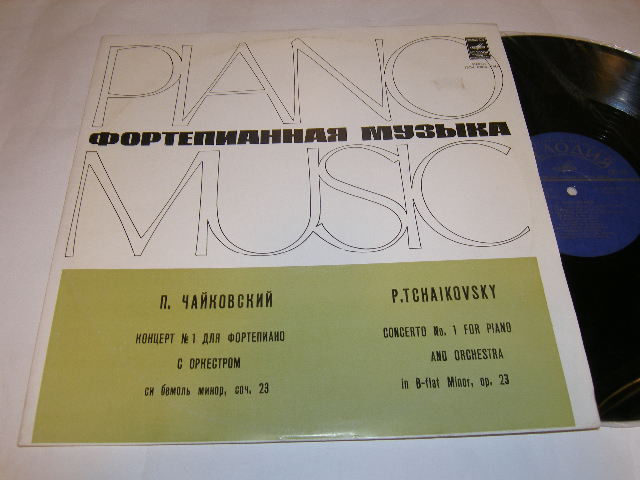 PIANO
ФОРТЕПИАННАЯ МУЗЫКА
MUSIC
П. ЧАЙКОВСКИЙ
КОНЦЕРТ №1 ДЛЯ ФОРТЕПИАНО
С ОРКЕСТРОМ
си бемоль минор, соч. 23
P.TCHAIKOVSKY
CONCERTO No. 1 FOR PIANO
AND ORCHESTRA
in B-flat Minor, op. 23